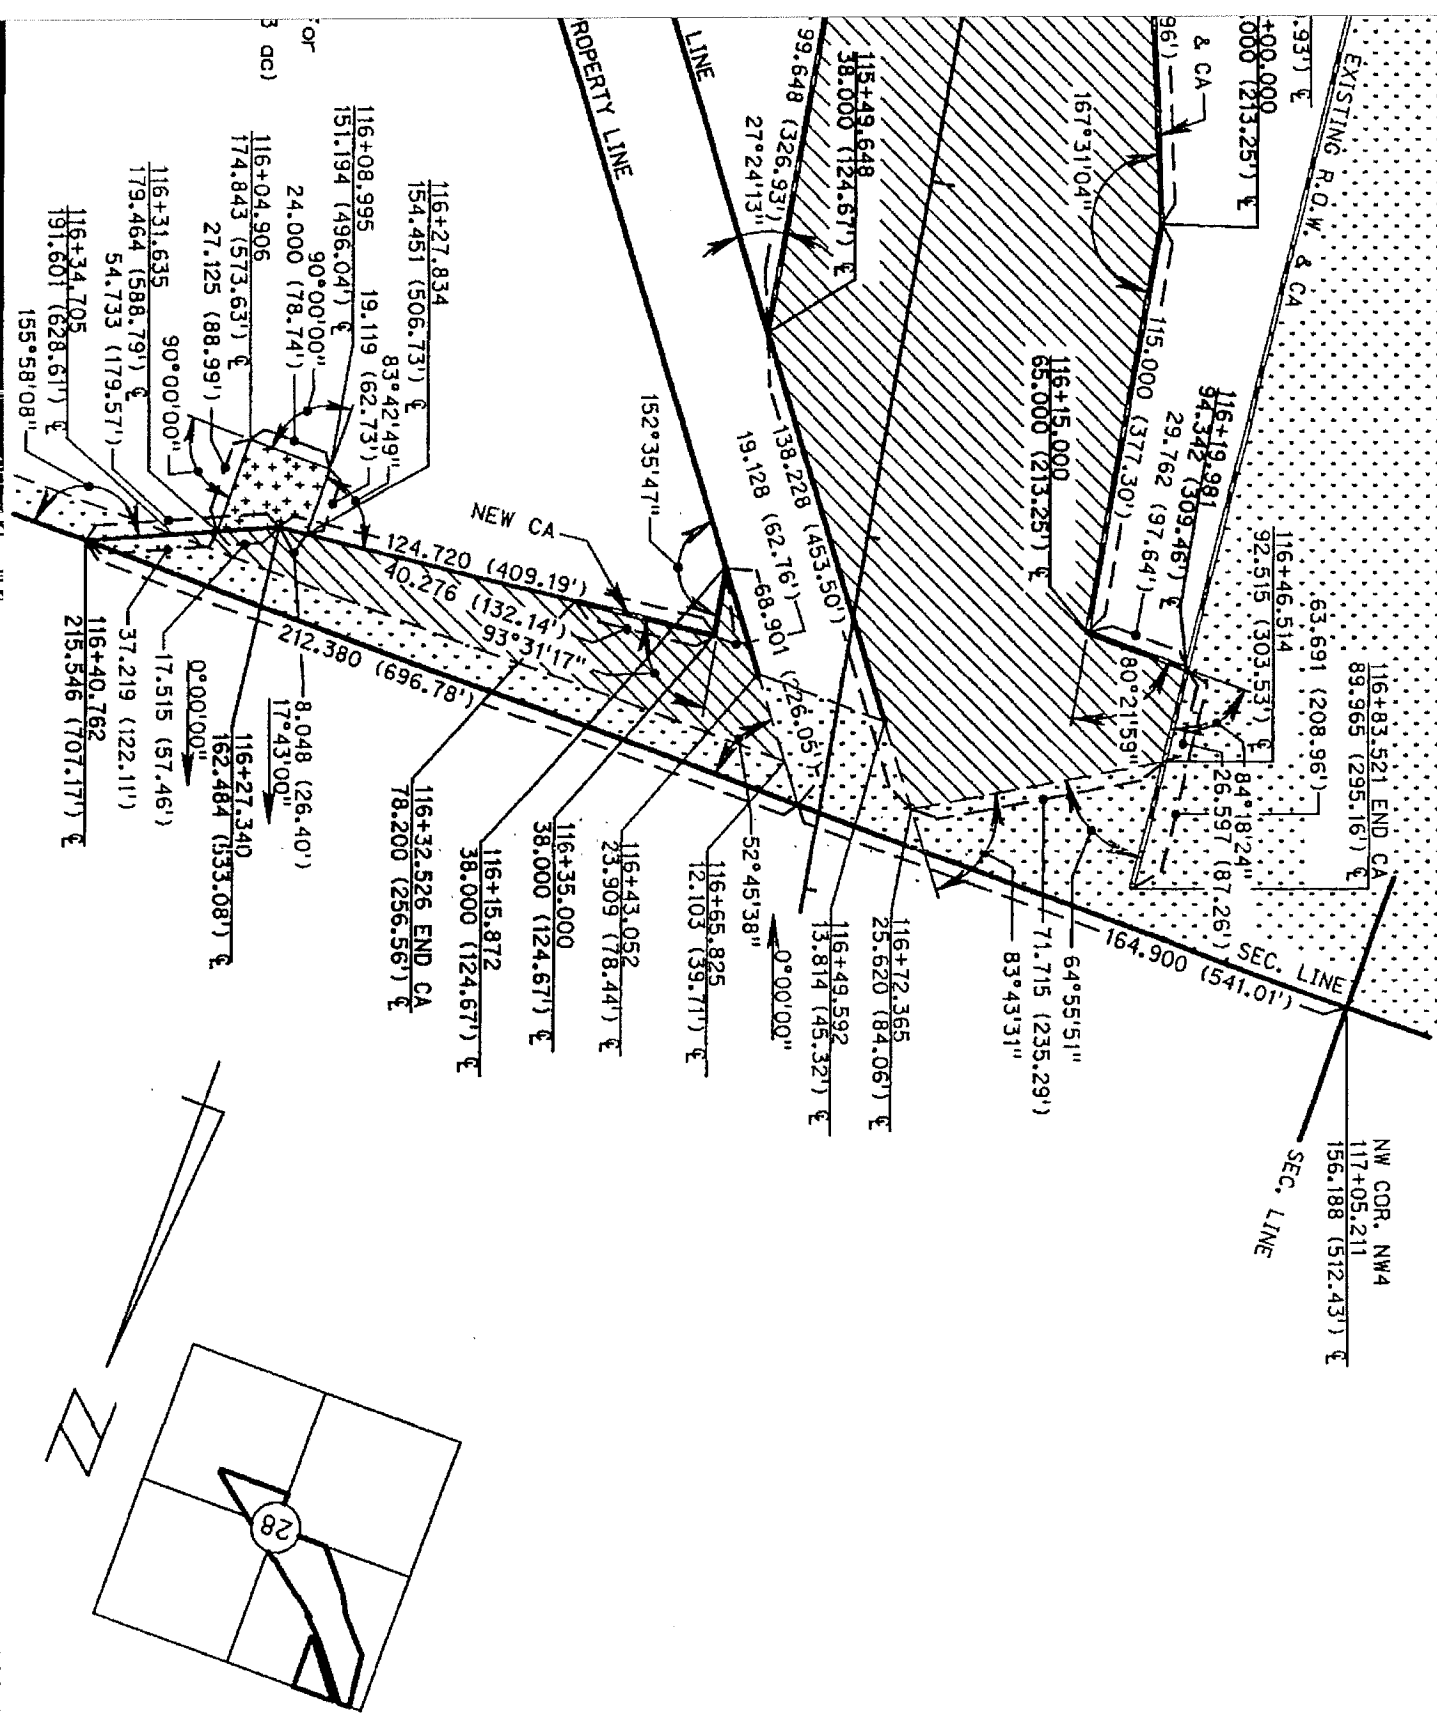 .93') ℄
+00.000
.000 (213.25') ℄
96')
& CA
EXISTING R.O.W. & CA
167°31'04"
115+49.648
38.000 (124.67') ℄
99.648 (326.93')
27°24'13"
LINE
ROPERTY LINE
or
3 ac)
115.000 (377.30')
116+15.000
65.000 (213.25') ℄
116+19.981
94.342 (309.46') ℄
29.762 (97.64')
116+46.514
92.515 (303.53') ℄
63.691 (208.96')
116+83.521 END CA
89.965 (295.16') ℄
80°21'59"
84°18'24"
26.597 (87.26')
64°55'51"
71.715 (235.29')
83°43'31"
SEC. LINE
164.900 (541.01')
NW COR. NW4
117+05.211
156.188 (512.43') ℄
SEC. LINE
138.228 (453.50')
19.128 (62.76')
68.901 (226.05')
152°35'47"
NEW CA
116+27.834
154.451 (506.73') ℄
83°42'49"
19.119 (62.73')
116+08.995
151.194 (496.04') ℄
90°00'00"
24.000 (78.74')
116+04.906
174.843 (573.63') ℄
27.125 (88.99')
90°00'00"
116+31.635
179.464 (588.79') ℄
54.733 (179.57')
116+34.705
191.601 (628.61') ℄
155°58'08"
124.720 (409.19')
40.276 (132.14')
93°31'17"
212.380 (696.78')
116+72.365
25.620 (84.06') ℄
116+49.592
13.814 (45.32') ℄
0°00'00"
52°45'38"
116+65.825
12.103 (39.71') ℄
116+43.052
23.909 (78.44') ℄
116+35.000
38.000 (124.67') ℄
116+15.872
38.000 (124.67') ℄
116+32.526 END CA
78.200 (256.56') ℄
8.048 (26.40')
17°43'00"
116+27.340
162.484 (533.08') ℄
0°00'00"
17.515 (57.46')
37.219 (122.11')
116+40.762
215.546 (707.17') ℄
N
28